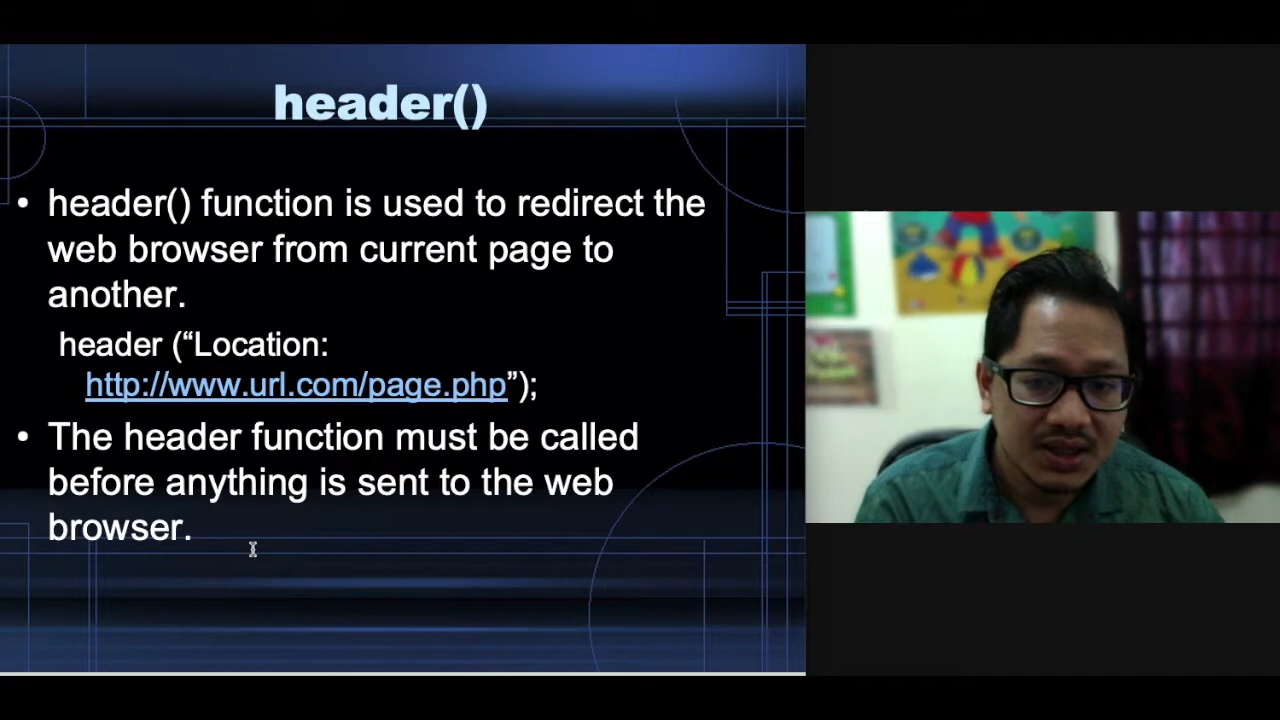 header()
• header() function is used to redirect the
web browser from current page to
another.
header (“Location:
http://www.url.com/page.php”);
• The header function must be called
before anything is sent to the web
browser.